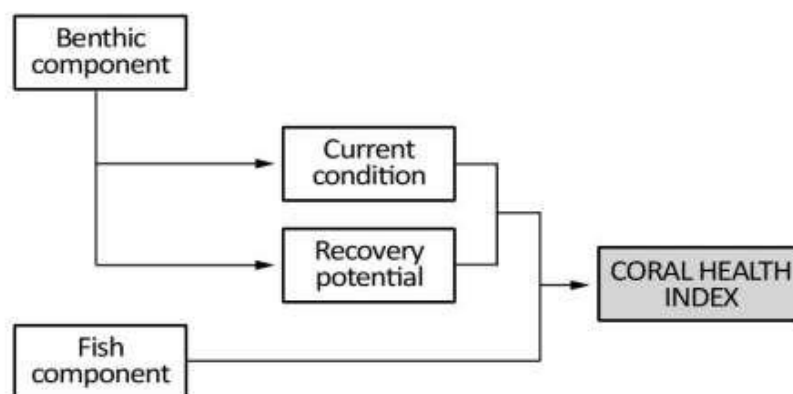 Benthic
component
Current
condition
Recovery
potential
CORAL HEALTH
INDEX
Fish
component